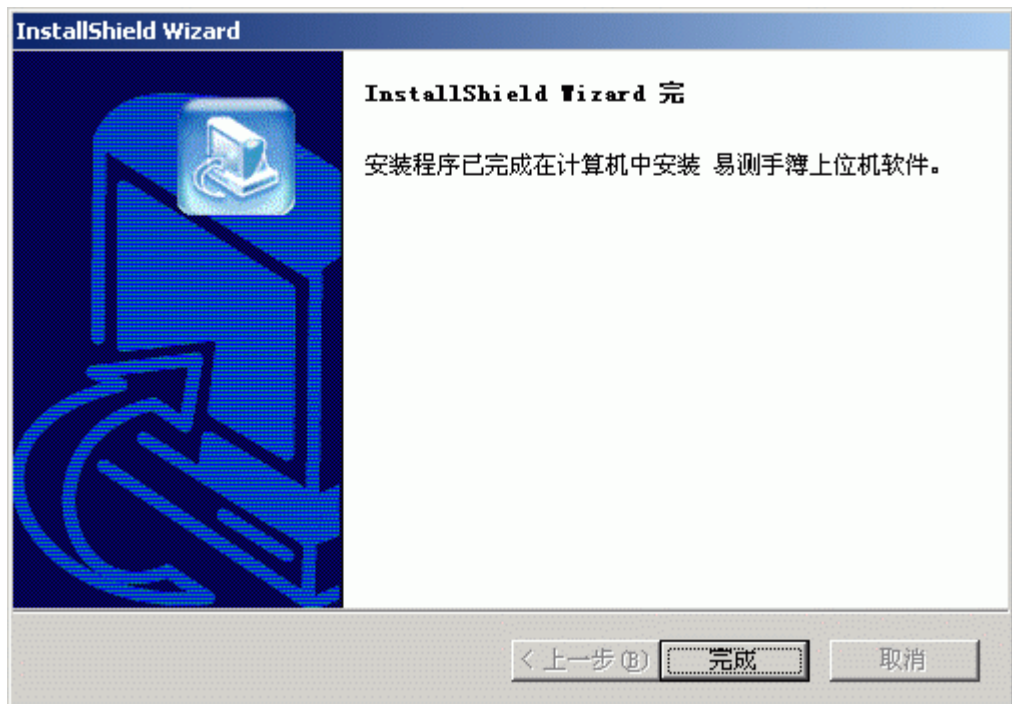 InstallShield Wizard
InstallShield Wizard 完
安装程序已完成在计算机中安装 易测手簿上位机软件。
< 上一步(B)
完成
取消